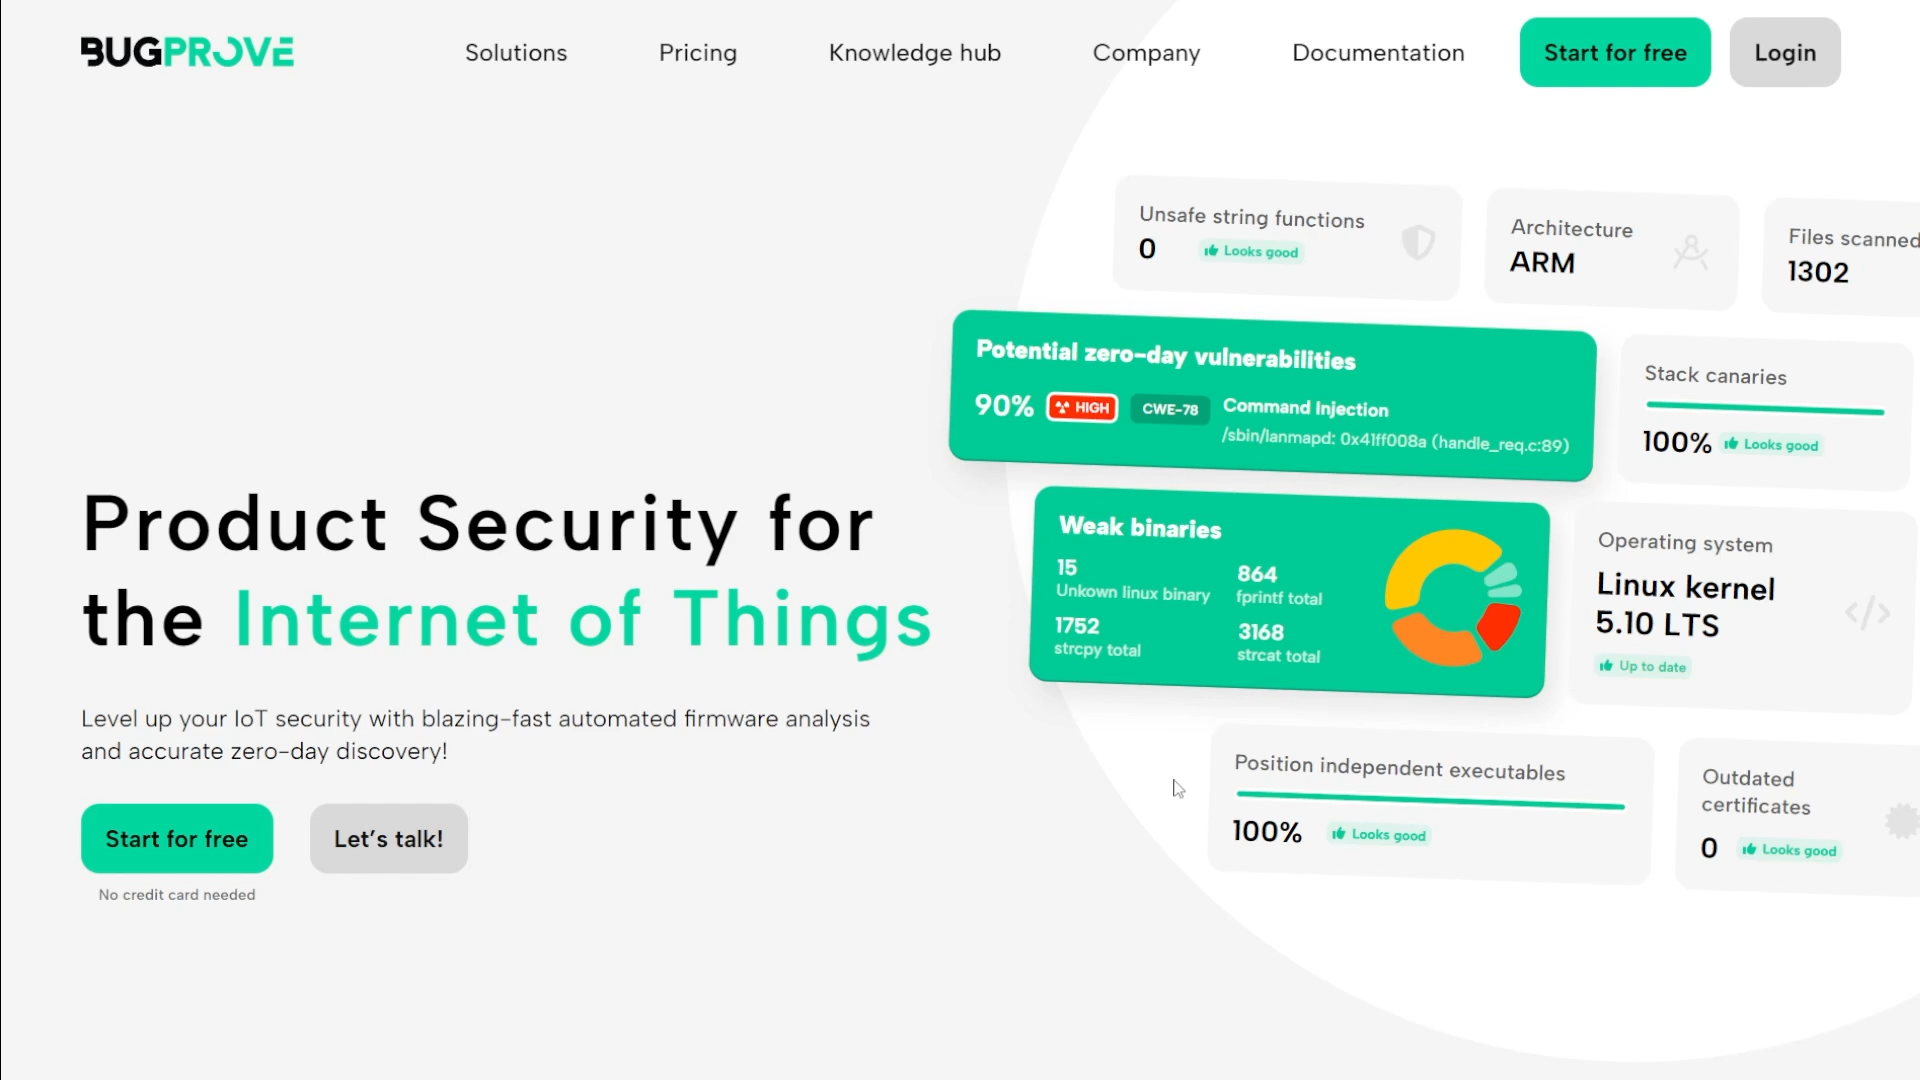 BUGPROVE
Solutions
Pricing
Knowledge hub
Company
Documentation
Start for free
Login
Unsafe string functions
0
Looks good
Architecture
ARM
Files scanned
1302
Potential zero-day vulnerabilities
90%
HIGH
CWE-78
Command Injection
/sbin/lanmapd: 0x41ff008a (handle_req.c:89)
Stack canaries
100%
Looks good
Product Security for
the Internet of Things
Weak binaries
15
Unkown linux binary
864
fprintf total
1752
strcpy total
3168
strcat total
Operating system
Linux kernel
5.10 LTS
Up to date
Level up your IoT security with blazing-fast automated firmware analysis
and accurate zero-day discovery!
Start for free
Let's talk!
No credit card needed
Position independent executables
100%
Looks good
Outdated
certificates
0
Looks good